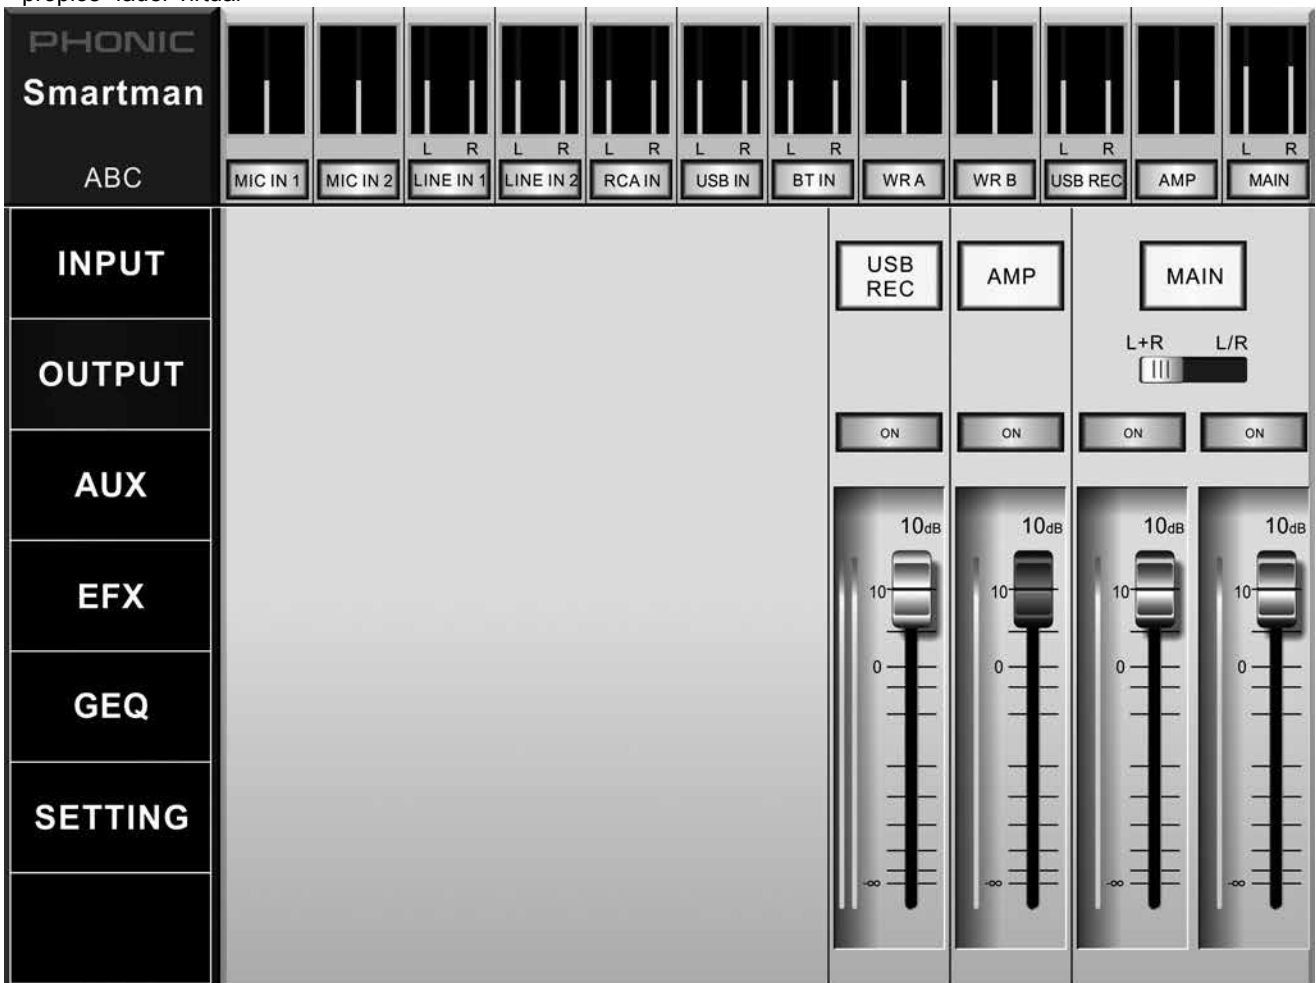 propios "fader virtual"
PHONIC
Smartman
ABC
L R L R L R L R L R L R L R
MIC IN 1 MIC IN 2 LINE IN 1 LINE IN 2 RCA IN USB IN BT IN WR A WR B USB REC AMP MAIN
INPUT
OUTPUT
AUX
EFX
GEQ
SETTING
USB
REC
AMP
MAIN
L+R L/R
ON ON ON ON
10dB 10dB 10dB 10dB
10 10 10 10
0 0 0 0
-∞ -∞ -∞ -∞